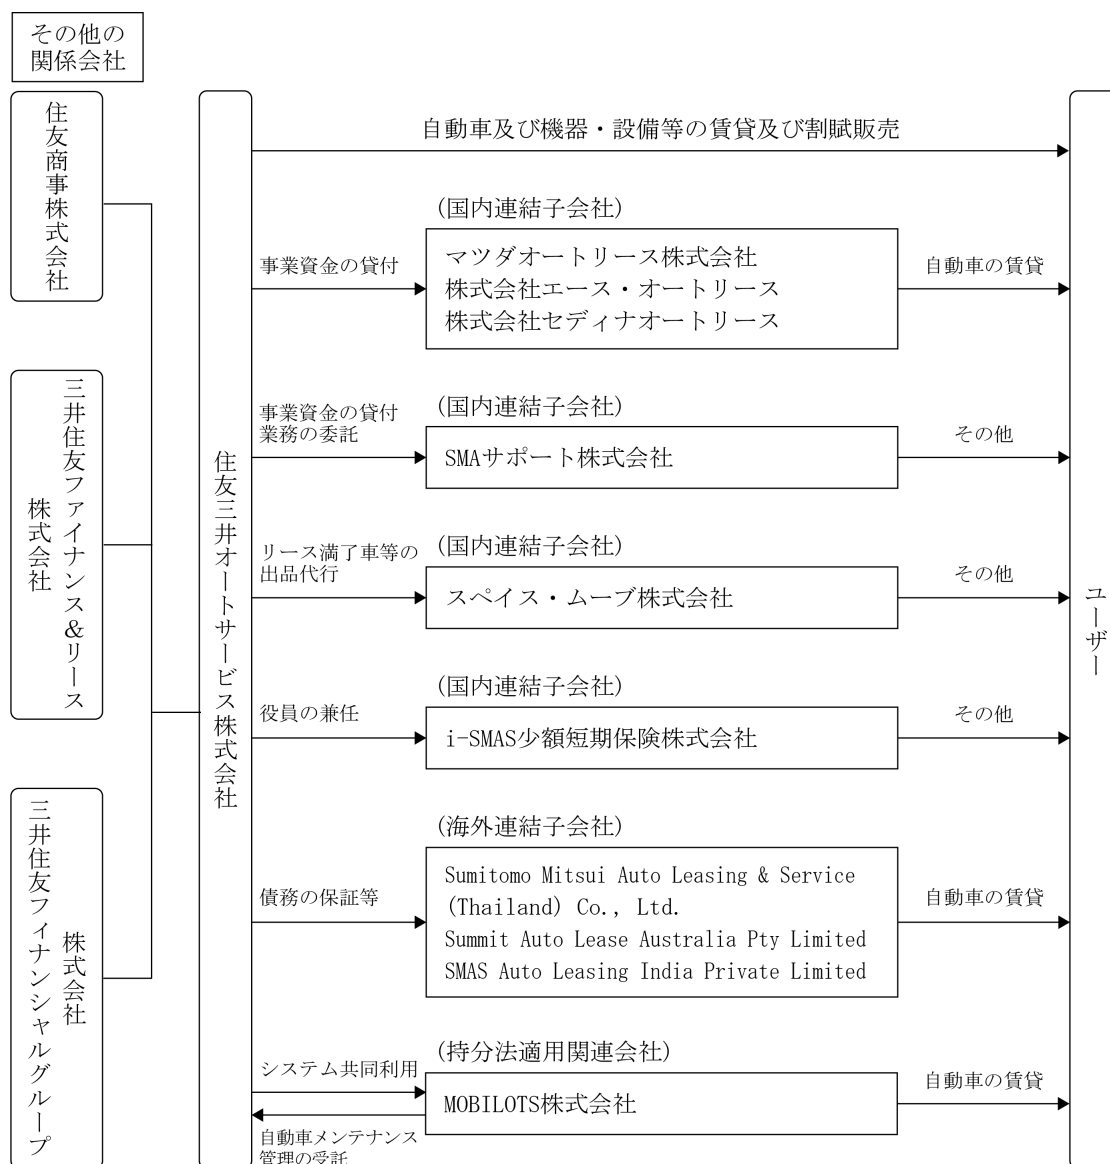 その他の
関係会社
住友商事株式会社
三井住友ファイナンス&リース
株式会社
三井住友フィナンシャルグループ
株式会社
住友三井オートサービス株式会社
自動車及び機器・設備等の賃貸及び割賦販売
(国内連結子会社)
事業資金の貸付
マツダオートリース株式会社
株式会社エース・オートリース
株式会社セディナオートリース
自動車の賃貸
(国内連結子会社)
事業資金の貸付
業務の委託
SMAサポート株式会社
その他
(国内連結子会社)
リース満了車等の
出品代行
スペイス・ムーブ株式会社
その他
(国内連結子会社)
役員の兼任
i-SMAS少額短期保険株式会社
その他
(海外連結子会社)
債務の保証等
Sumitomo Mitsui Auto Leasing & Service
(Thailand) Co., Ltd.
Summit Auto Lease Australia Pty Limited
SMAS Auto Leasing India Private Limited
自動車の賃貸
(持分法適用関連会社)
システム共同利用
MOBILOTS株式会社
自動車の賃貸
自動車メンテナンス
管理の受託
ユーザー